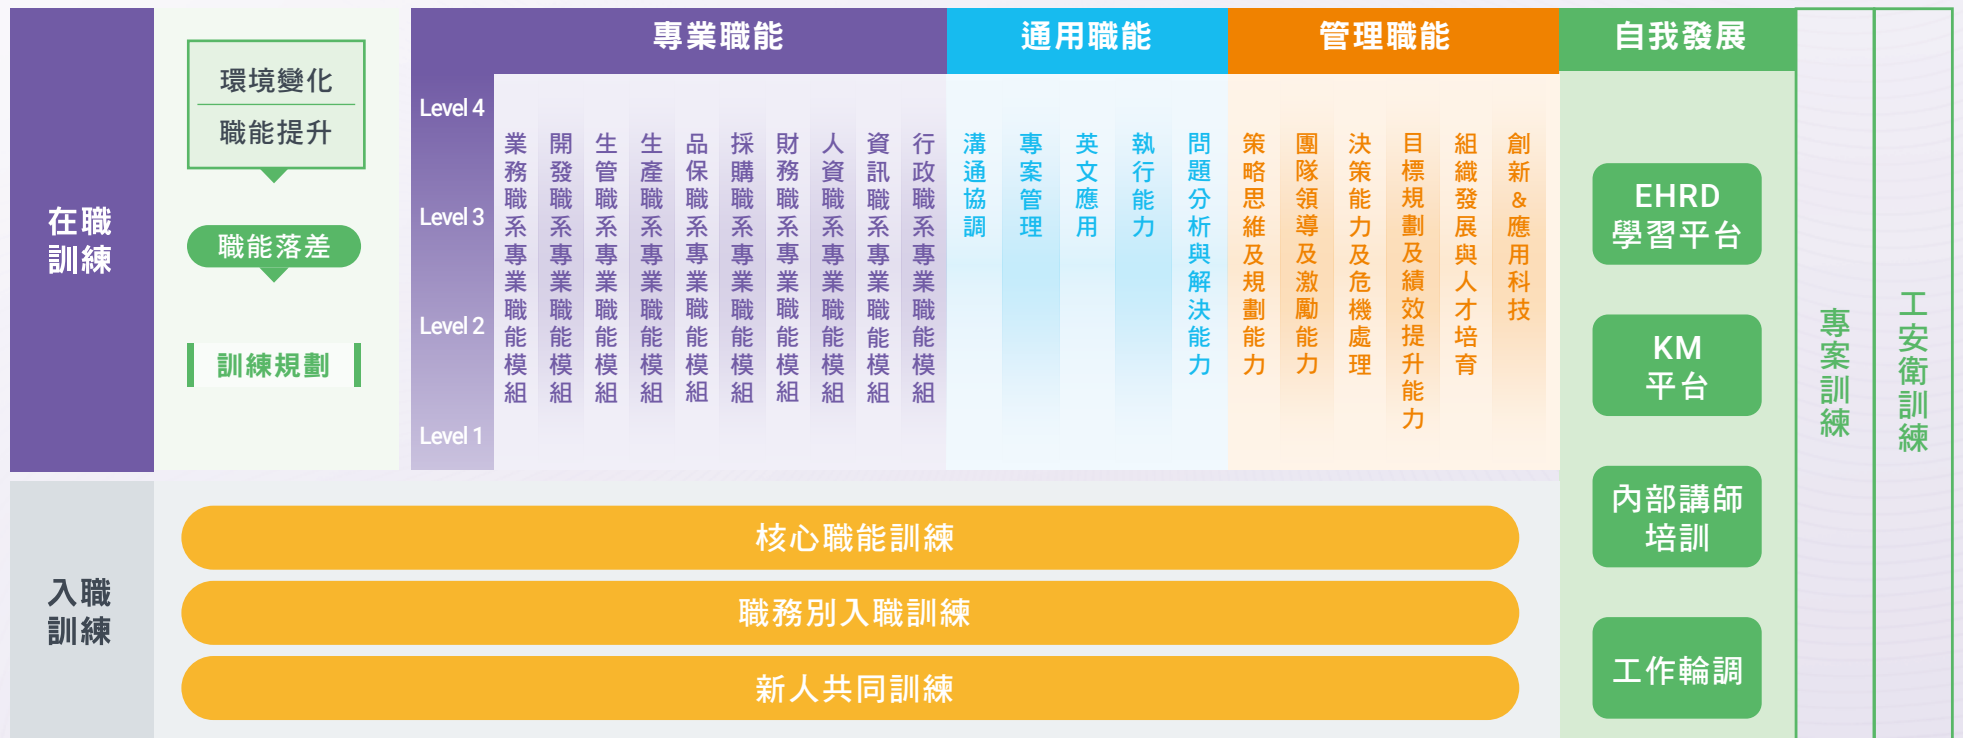 在職
訓練
環境變化
職能提升
職能落差
訓練規劃
專業職能
Level 4
Level 3
Level 2
Level 1
業務職系專業職能模組
開發職系專業職能模組
生管職系專業職能模組
生產職系專業職能模組
品保職系專業職能模組
採購職系專業職能模組
財務職系專業職能模組
人資職系專業職能模組
資訊職系專業職能模組
行政職系專業職能模組
通用職能
溝通協調
專案管理
英文應用
執行能力
問題分析與解決能力
管理職能
策略思維及規劃能力
團隊領導及激勵能力
決策能力及危機處理
目標規劃及績效提升能力
組織發展與人才培育
創新&應用科技
自我發展
EHRD
學習平台
KM
平台
內部講師
培訓
工作輪調
專案訓練
工安衛訓練
入職
訓練
核心職能訓練
職務別入職訓練
新人共同訓練